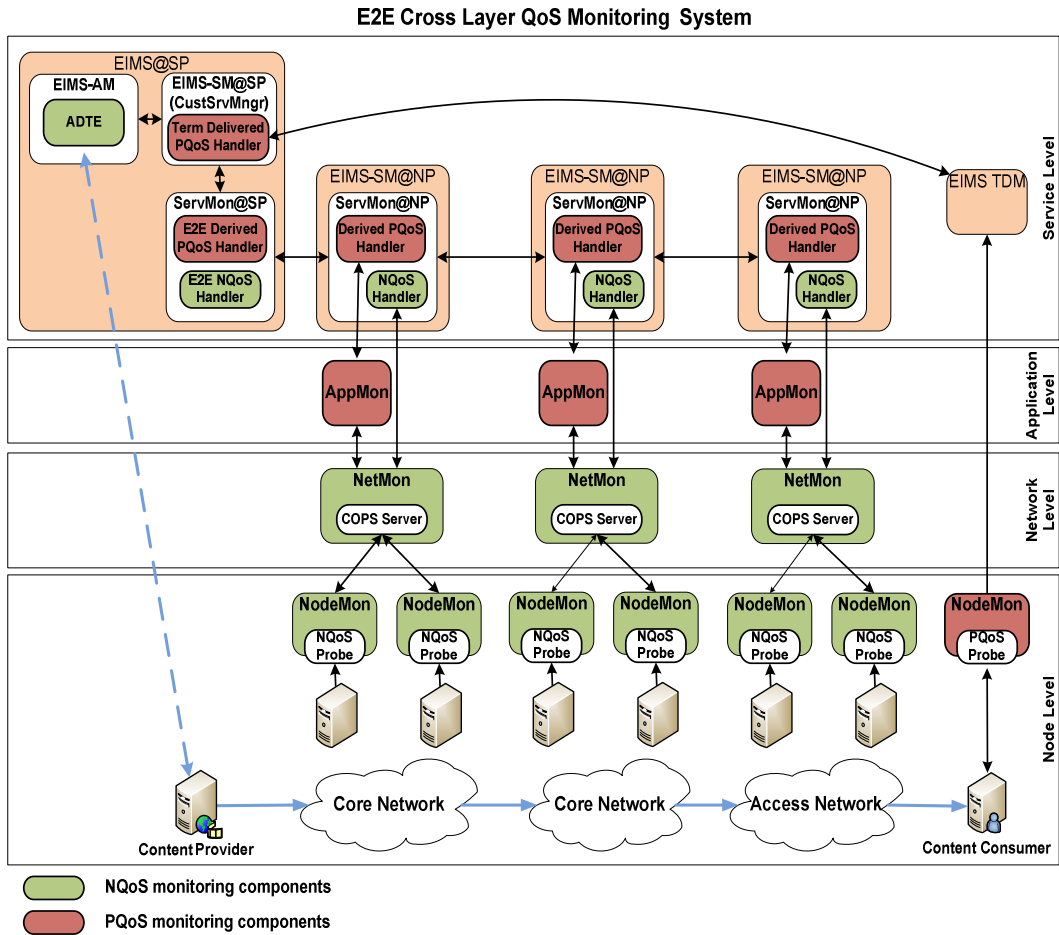 E2E Cross Layer QoS Monitoring System
EIMS@SP
EIMS-AM
ADTE
EIMS-SM@SP
(CustSrvMngr)
Term Delivered
PQoS Handler
ServMon@SP
E2E Derived
PQoS Handler
E2E NQoS
Handler
EIMS-SM@NP
ServMon@NP
Derived PQoS
Handler
NQoS
Handler
EIMS-SM@NP
ServMon@NP
Derived PQoS
Handler
NQoS
Handler
EIMS-SM@NP
ServMon@NP
Derived PQoS
Handler
NQoS
Handler
EIMS TDM
Service Level
AppMon
AppMon
AppMon
Application
Level
NetMon
COPS Server
NetMon
COPS Server
NetMon
COPS Server
Network
Level
NodeMon
NQoS
Probe
NodeMon
NQoS
Probe
NodeMon
NQoS
Probe
NodeMon
NQoS
Probe
NodeMon
NQoS
Probe
NodeMon
NQoS
Probe
NodeMon
PQoS
Probe
Node Level
Content Provider
Core Network
Core Network
Access Network
Content Consumer
NQoS monitoring components
PQoS monitoring components